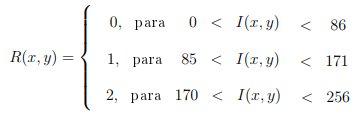 0, para 0 < I(x,y) < 86
R(x,y) = { 1, para 85 < I(x,y) < 171
2, para 170 < I(x,y) < 256